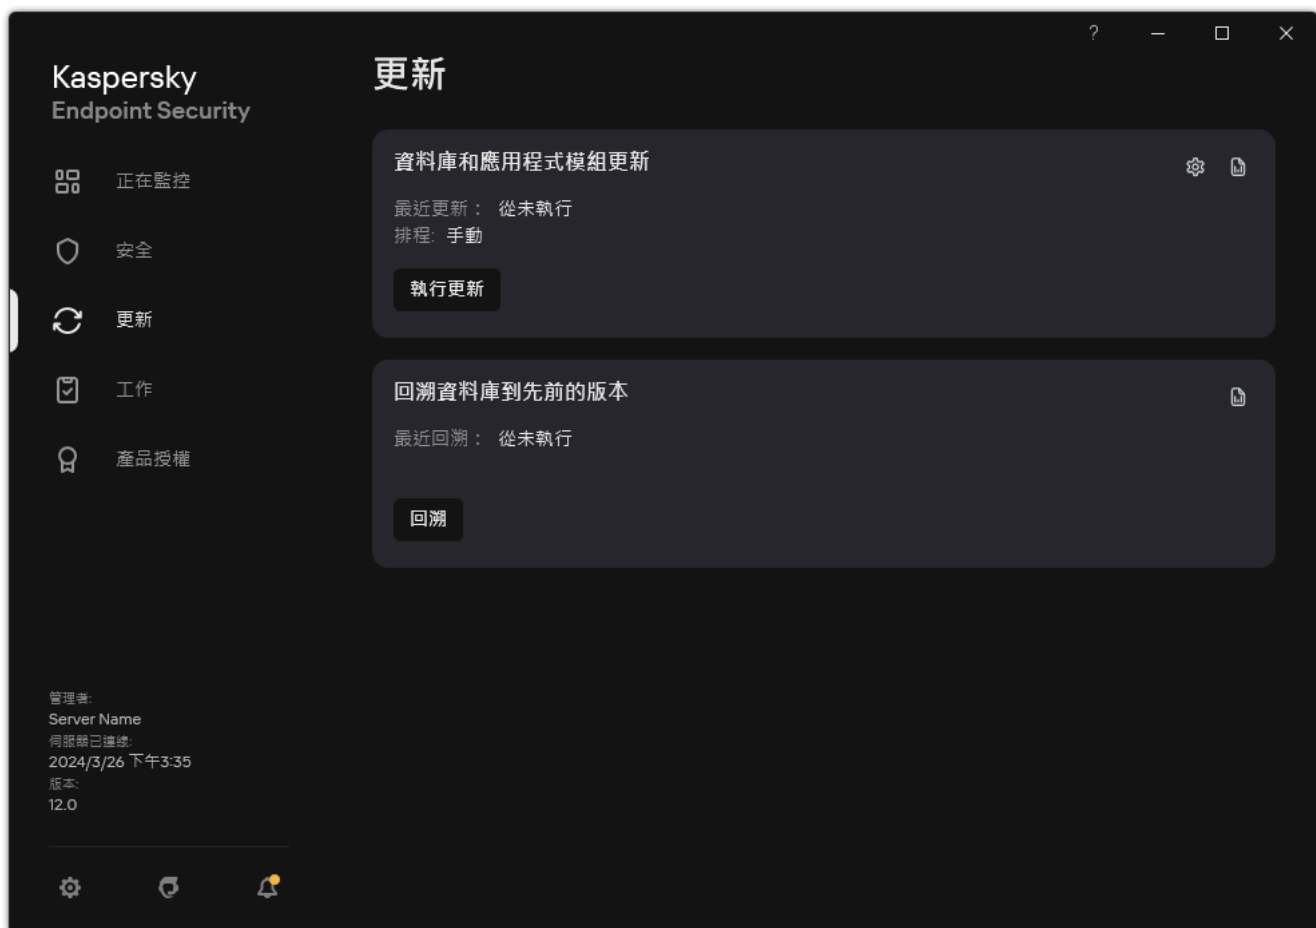 ?
Kaspersky
Endpoint Security
正在監控
安全
更新
工作
產品授權
管理者:
Server Name
伺服器已連線:
2024/3/26 下午3:35
版本:
12.0
更新
資料庫和應用程式模組更新
最近更新： 從未執行
排程: 手動
執行更新
回溯資料庫到先前的版本
最近回溯： 從未執行
回溯